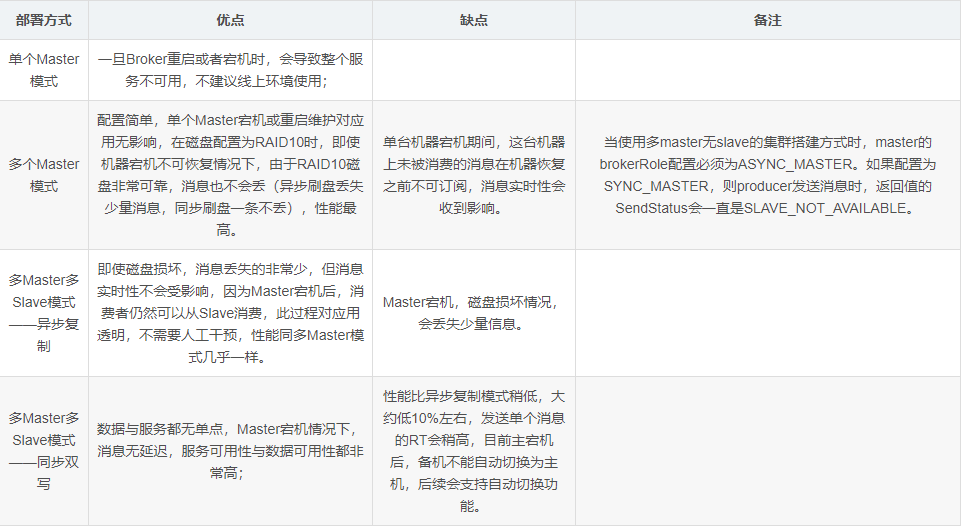 部署方式 优点 缺点 备注
单个Master
模式
一旦Broker重启或者宕机时，会导致整个服
务不可用，不建议线上环境使用；
多个Master
模式
配置简单，单个Master宕机或重启维护对应
用无影响，在磁盘配置为RAID10时，即使
机器宕机不可恢复情况下，由于RAID10磁
盘非常可靠，消息也不会丢（异步刷盘丢失
少量消息，同步刷盘一条不丢），性能最
高。
单台机器宕机期间，这台机器
上未被消费的消息在机器恢复
之前不可订阅，消息实时性会
收到影响。
当使用多master无slave的集群搭建方式时，master的
brokerRole配置必须为ASYNC_MASTER。如果配置为
SYNC_MASTER，则producer发送消息时，返回值的
SendStatus会一直是SLAVE_NOT_AVAILABLE。
多Master多
Slave模式
——异步复
制
即使磁盘损坏，消息丢失的非常少，但消息
实时性不会受影响，因为Master宕机后，消
费者仍然可以从Slave消费，此过程对应用
透明，不需要人工干预，性能同多Master模
式几乎一样。
Master宕机，磁盘损坏情况，
会丢失少量信息。
多Master多
Slave模式
——同步双
写
数据与服务都无单点，Master宕机情况下，
消息无延迟，服务可用性与数据可用性都非
常高；
性能比异步复制模式稍低，大
约低10%左右，发送单个消息
的RT会稍高，目前主宕机
后，备机不能自动切换为主
机，后续会支持自动切换功
能。